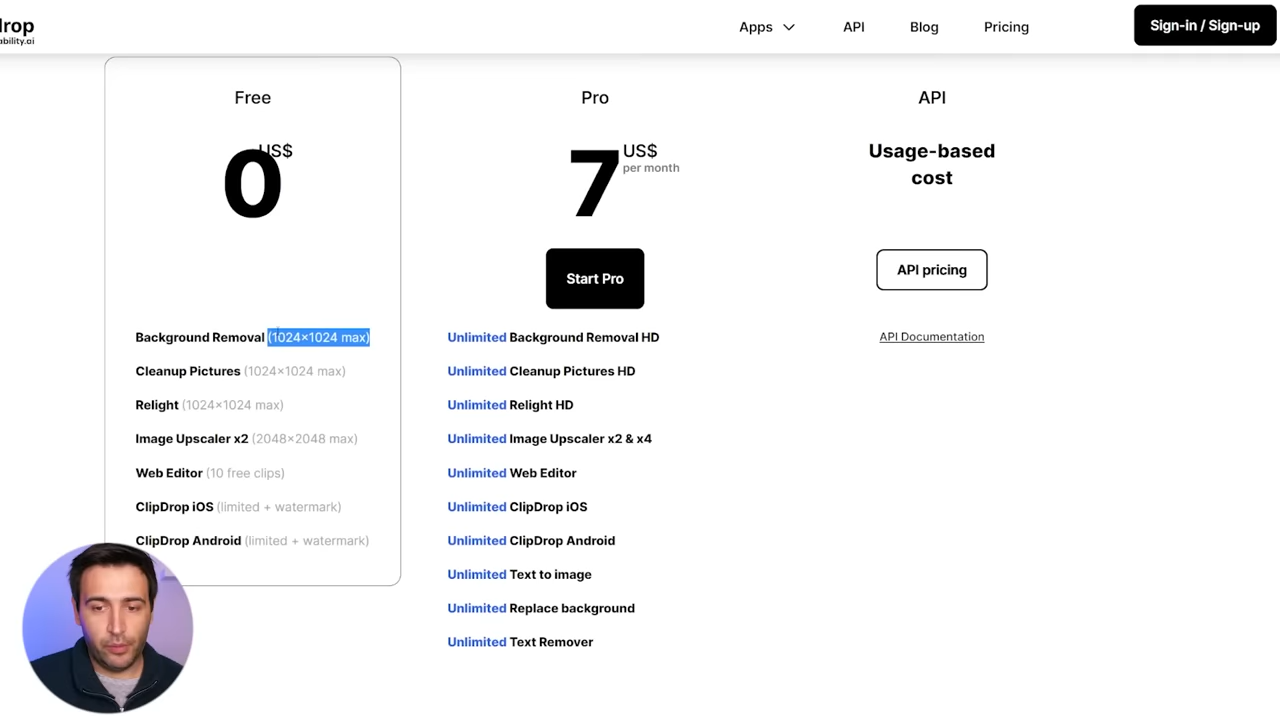 drop
ability.ai
Apps
API
Blog
Pricing
Sign-in / Sign-up
Free
0
US$
Background Removal (1024×1024 max)
Cleanup Pictures (1024×1024 max)
Relight (1024×1024 max)
Image Upscaler x2 (2048×2048 max)
Web Editor (10 free clips)
ClipDrop iOS (limited + watermark)
ClipDrop Android (limited + watermark)
Pro
7
US$
per month
Start Pro
Unlimited Background Removal HD
Unlimited Cleanup Pictures HD
Unlimited Relight HD
Unlimited Image Upscaler x2 & x4
Unlimited Web Editor
Unlimited ClipDrop iOS
Unlimited ClipDrop Android
Unlimited Text to image
Unlimited Replace background
Unlimited Text Remover
API
Usage-based
cost
API pricing
API Documentation